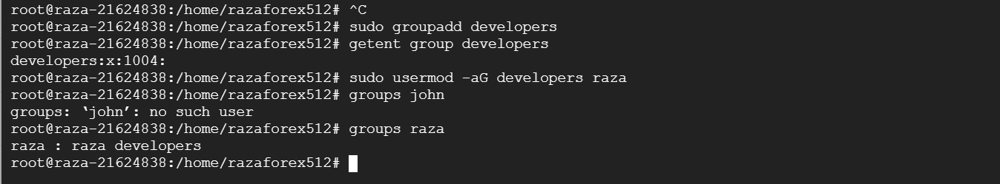 root@raza-21624838:/home/razaforex512# ^C
root@raza-21624838:/home/razaforex512# sudo groupadd developers
root@raza-21624838:/home/razaforex512# getent group developers
developers:x:1004:
root@raza-21624838:/home/razaforex512# sudo usermod -aG developers raza
root@raza-21624838:/home/razaforex512# groups john
groups: ‘john’: no such user
root@raza-21624838:/home/razaforex512# groups raza
raza : raza developers
root@raza-21624838:/home/razaforex512#